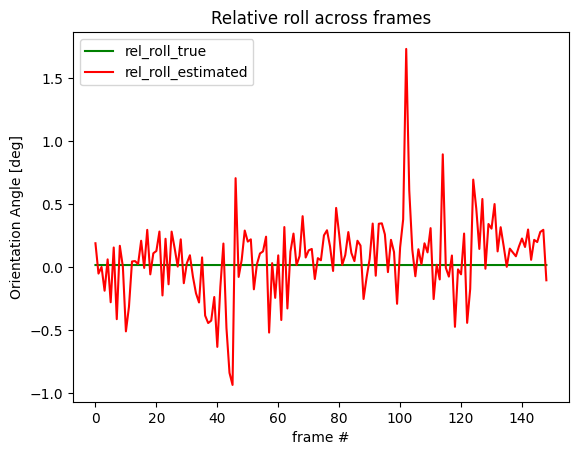 Relative roll across frames
rel_roll_true
rel_roll_estimated
Orientation Angle [deg]
1.5
1.0
0.5
0.0
−0.5
−1.0
0 20 40 60 80 100 120 140
frame #